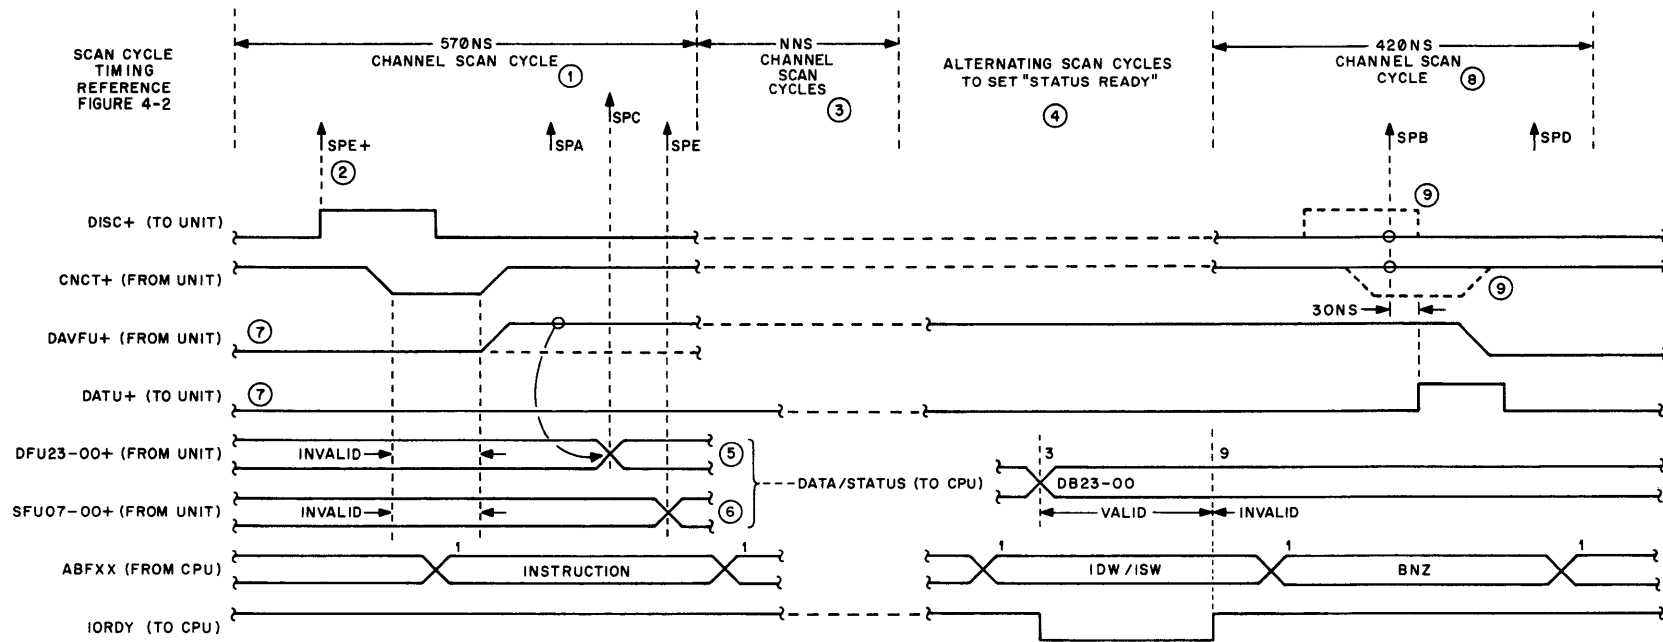 SCAN CYCLE
TIMING
REFERENCE
FIGURE 4-2
570NS
CHANNEL SCAN CYCLE 1
NNS
CHANNEL
SCAN
CYCLES
3
ALTERNATING SCAN CYCLES
TO SET "STATUS READY"
4
420NS
CHANNEL SCAN
CYCLE 8
SPE+
2
SPA
SPC
SPE
SPB
SPD
DISC+ (TO UNIT)
9
CNCT+ (FROM UNIT)
9
30NS
DAVFU+ (FROM UNIT) 7
DATU+ (TO UNIT) 7
DFU23-00+ (FROM UNIT)
INVALID
5
3
9
DB23-00
DATA/STATUS (TO CPU)
SFU07-00+ (FROM UNIT)
INVALID
6
VALID
INVALID
ABFXX (FROM CPU)
1
INSTRUCTION
1
1
IDW/ISW
1
BNZ
1
IORDY (TO CPU)